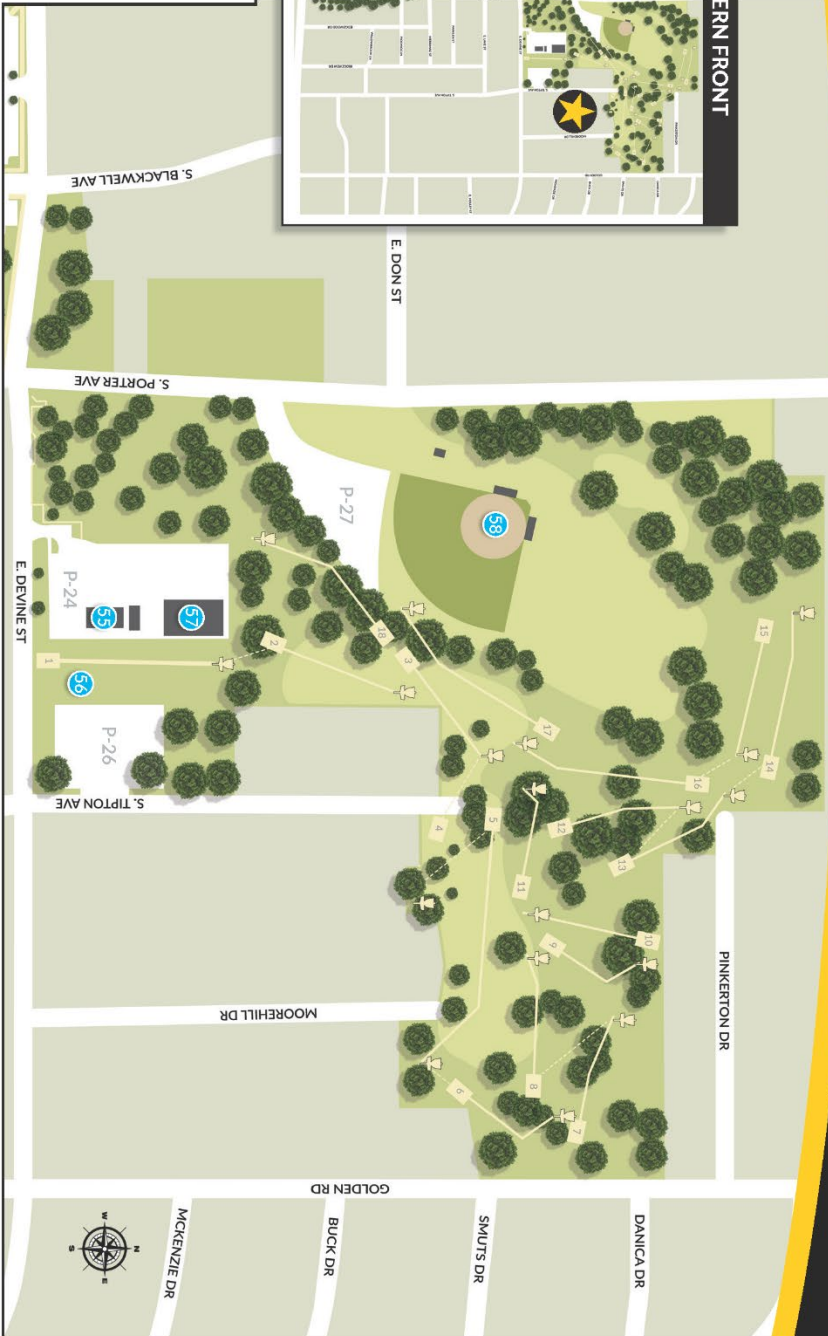 ERN FRONT
S. BLACKWELL AVE
E. DON ST
S. PORTER AVE
P-27
58
P-24
55
57
56
P-26
E. DEVINE ST
S. TIPTON AVE
MOOREHILL DR
PINKERTON DR
GOLDEN RD
MCKENZIE DR
BUCK DR
SMUTS DR
DANICA DR
1
2
3
4
5
6
7
8
9
10
11
12
13
14
15
16
17
18
N
E
S
W